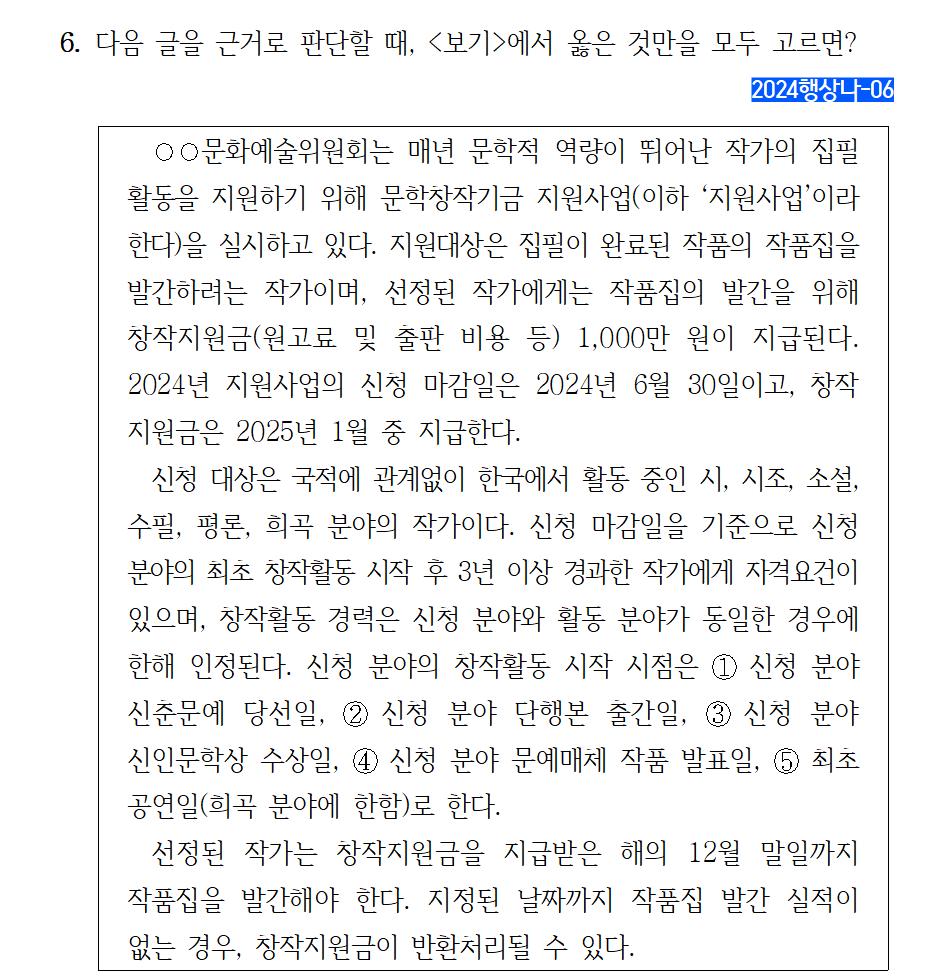 6. 다음 글을 근거로 판단할 때, <보기>에서 옳은 것만을 모두 고르면?
2024행상나-06
○○문화예술위원회는 매년 문학적 역량이 뛰어난 작가의 집필
활동을 지원하기 위해 문학창작기금 지원사업(이하 ‘지원사업’이라
한다)을 실시하고 있다. 지원대상은 집필이 완료된 작품의 작품집을
발간하려는 작가이며, 선정된 작가에게는 작품집의 발간을 위해
창작지원금(원고료 및 출판 비용 등) 1,000만 원이 지급된다.
2024년 지원사업의 신청 마감일은 2024년 6월 30일이고, 창작
지원금은 2025년 1월 중 지급한다.
신청 대상은 국적에 관계없이 한국에서 활동 중인 시, 시조, 소설,
수필, 평론, 희곡 분야의 작가이다. 신청 마감일을 기준으로 신청
분야의 최초 창작활동 시작 후 3년 이상 경과한 작가에게 자격요건이
있으며, 창작활동 경력은 신청 분야와 활동 분야가 동일한 경우에
한해 인정된다. 신청 분야의 창작활동 시작 시점은 ① 신청 분야
신춘문예 당선일, ② 신청 분야 단행본 출간일, ③ 신청 분야
신인문학상 수상일, ④ 신청 분야 문예매체 작품 발표일, ⑤ 최초
공연일(희곡 분야에 한함)로 한다.
선정된 작가는 창작지원금을 지급받은 해의 12월 말일까지
작품집을 발간해야 한다. 지정된 날짜까지 작품집 발간 실적이
없는 경우, 창작지원금이 반환처리될 수 있다.